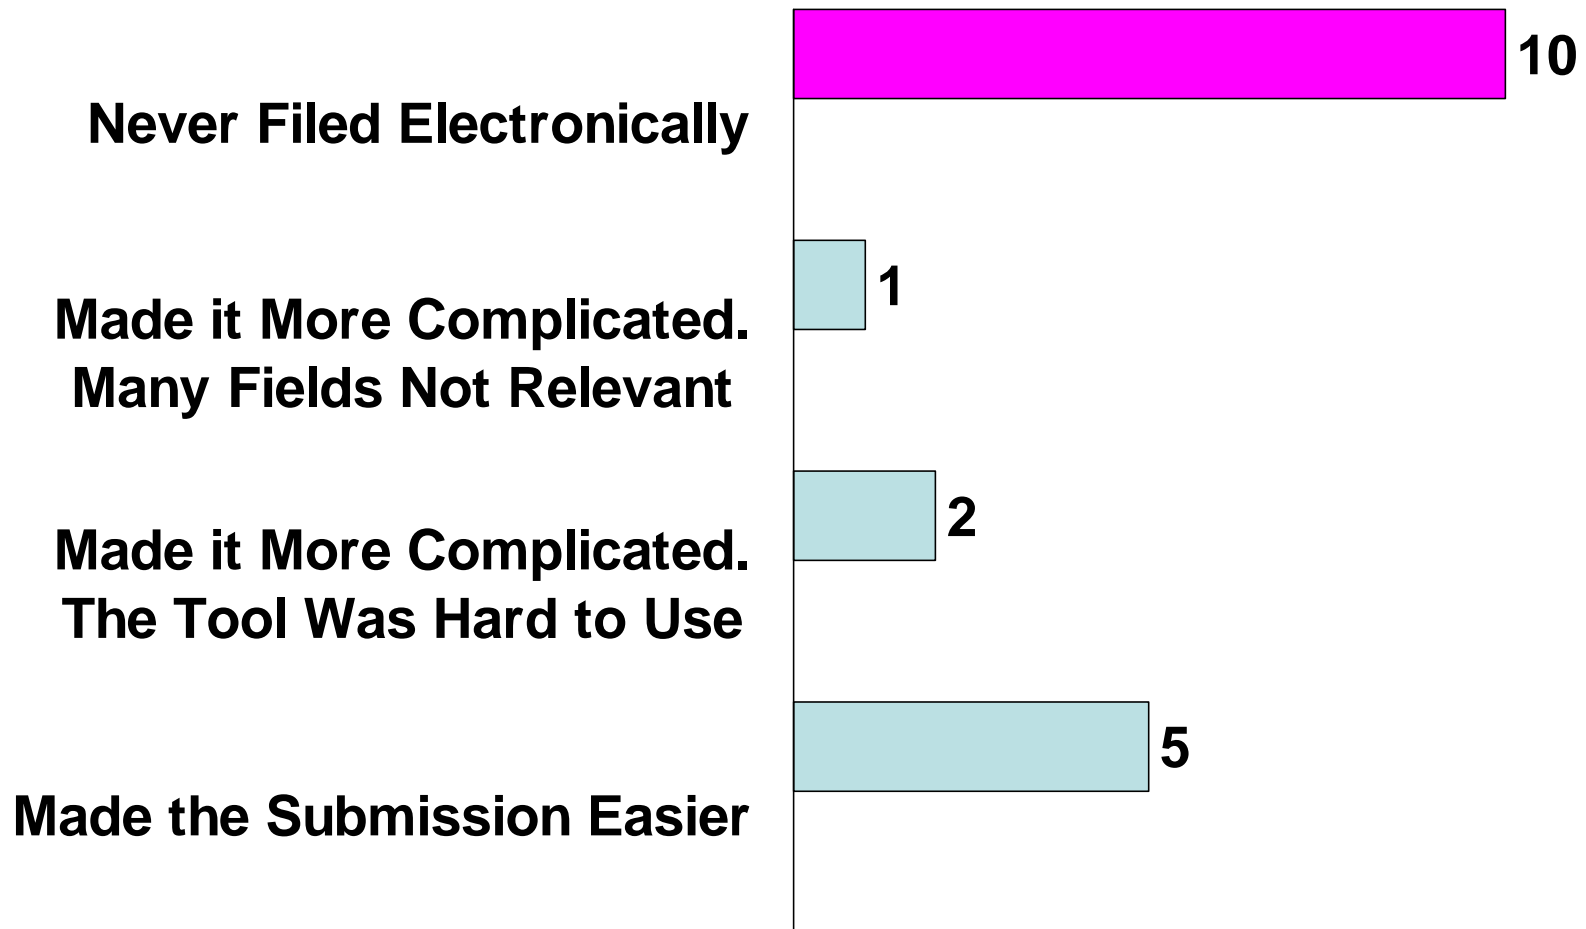 10
Never Filed Electronically
1
Made it More Complicated.
Many Fields Not Relevant
2
Made it More Complicated.
The Tool Was Hard to Use
5
Made the Submission Easier